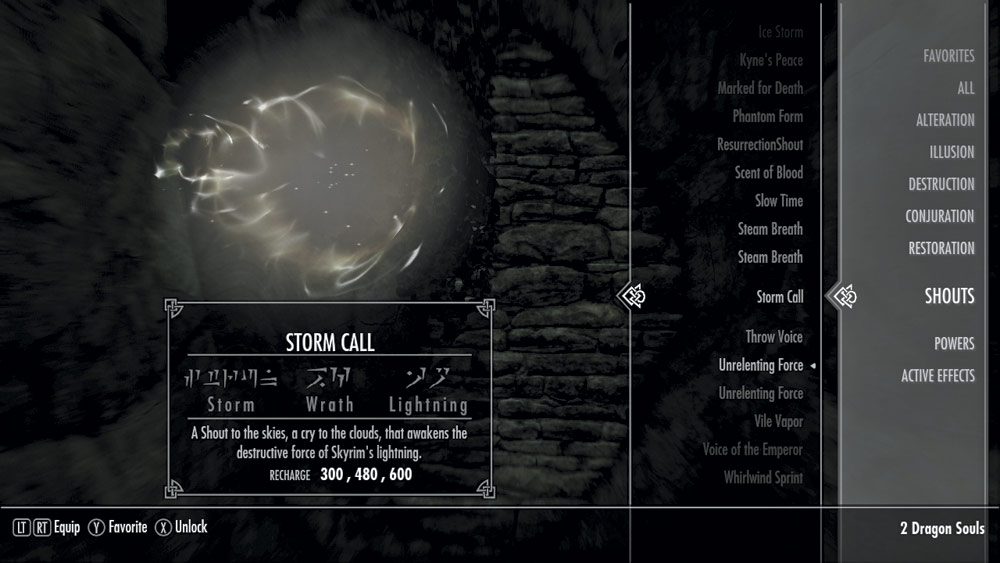 Ice Storm
Kyne's Peace
Marked for Death
Phantom Form
ResurrectionShout
Scent of Blood
Slow Time
Steam Breath
Steam Breath
Storm Call
Throw Voice
Unrelenting Force
Unrelenting Force
Vile Vapor
Voice of the Emperor
Whirlwind Sprint
FAVORITES
ALL
ALTERATION
ILLUSION
DESTRUCTION
CONJURATION
RESTORATION
SHOUTS
POWERS
ACTIVE EFFECTS
STORM CALL
Storm Wrath Lightning
A Shout to the skies, a cry to the clouds, that awakens the
destructive force of Skyrim's lightning.
RECHARGE 300 , 480 , 600
LT RT Equip Y Favorite X Unlock
2 Dragon Souls